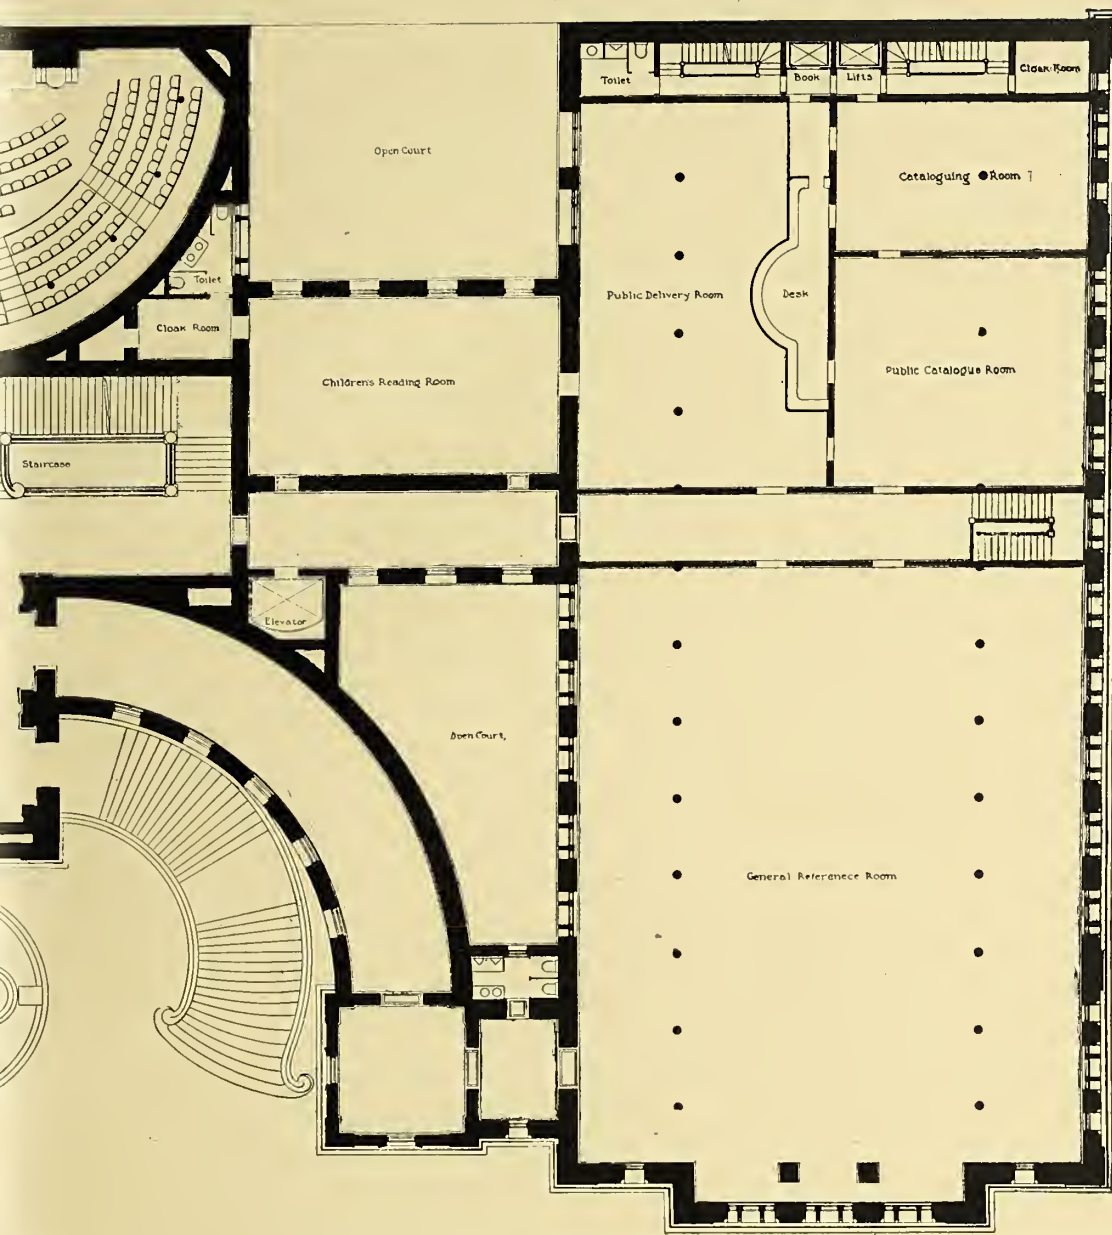 Toilet
Book
Lifts
Cloak Room
Open Court
Cataloguing Room
Toilet
Public Delivery Room
Desk
Cloak Room
Children's Reading Room
Public Catalogue Room
Staircase
Elevator
Open Court,
General Referenece Room